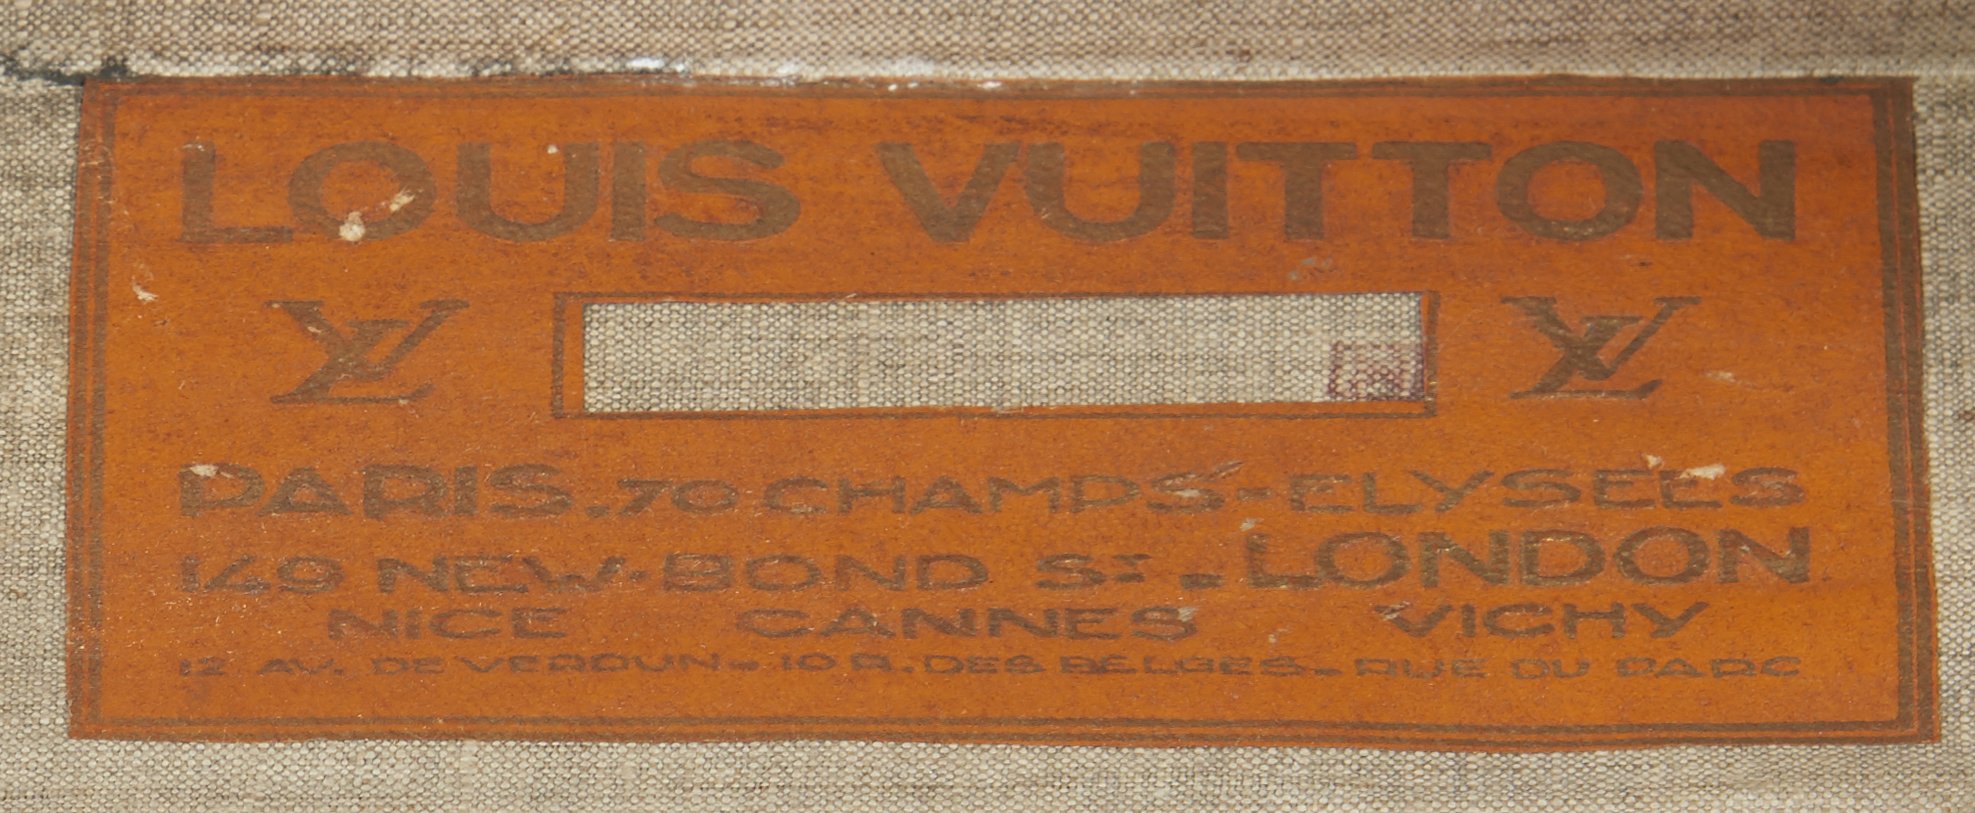 LOUIS VUITTON
LV LV
PARIS.70 CHAMPS-ELYSEES
149 NEW-BOND ST. LONDON
NICE CANNES VICHY
12 AV. DE VERDUN-10 R.DES BELGES-RUE DU PARC